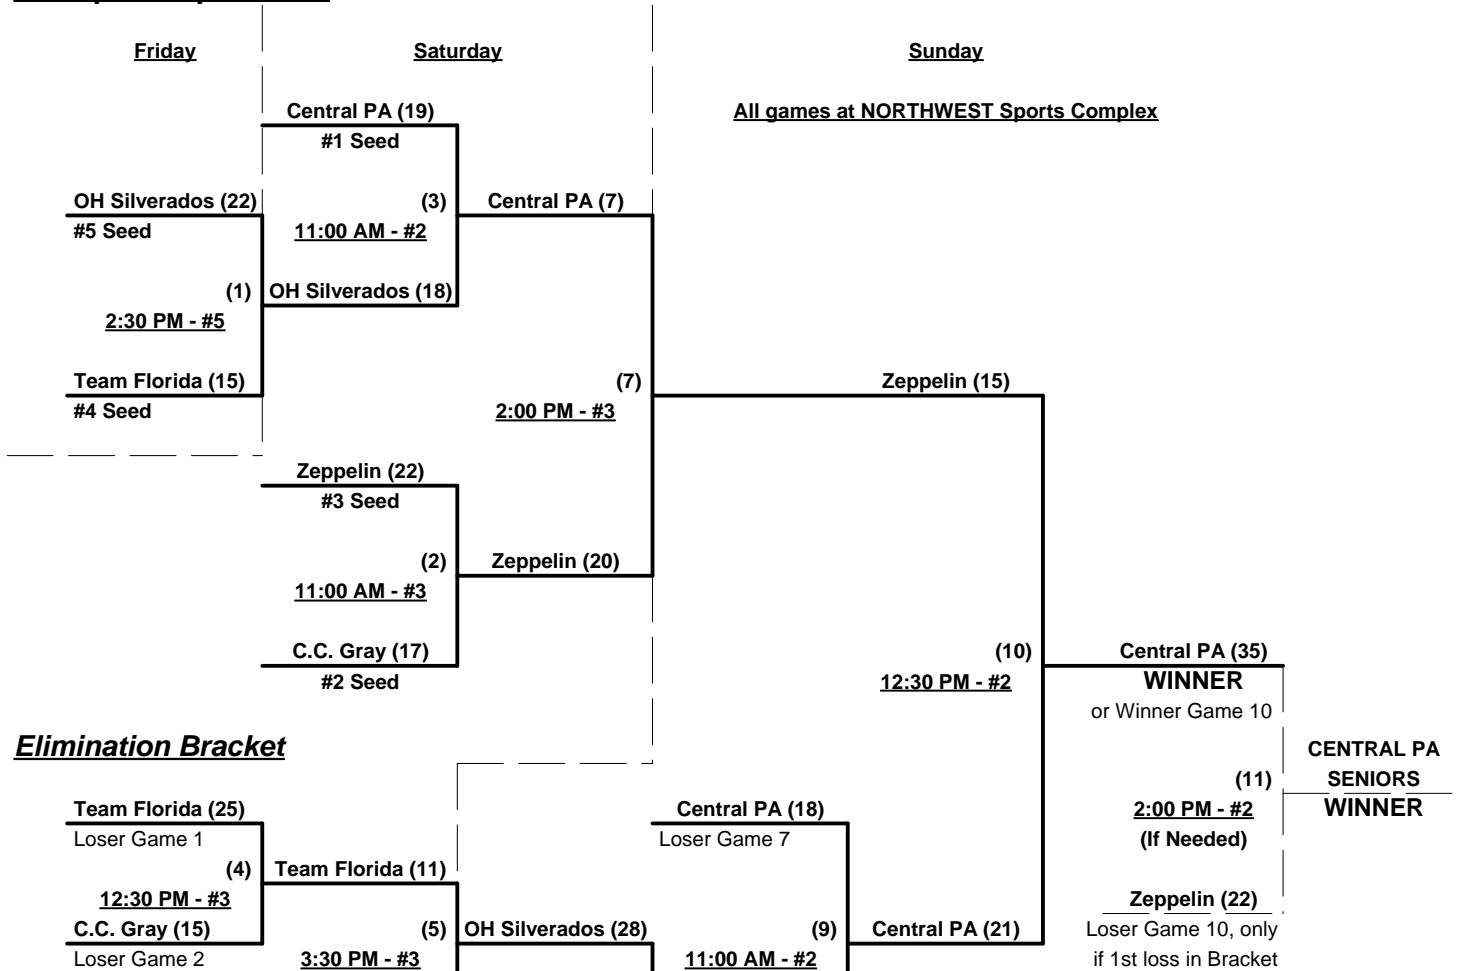 Friday
Saturday
Sunday
Central PA (19)
All games at NORTHWEST Sports Complex
#1 Seed
OH Silverados (22)
(3)
Central PA (7)
#5 Seed
11:00 AM - #2
(1)
OH Silverados (18)
2:30 PM - #5
Team Florida (15)
(7)
Zeppelin (15)
#4 Seed
2:00 PM - #3
Zeppelin (22)
#3 Seed
(2)
Zeppelin (20)
11:00 AM - #3
C.C. Gray (17)
(10)
Central PA (35)
#2 Seed
12:30 PM - #2
WINNER
or Winner Game 10
Elimination Bracket
CENTRAL PA
(11)
SENIORS
Team Florida (25)
Central PA (18)
2:00 PM - #2
WINNER
Loser Game 1
Loser Game 7
(If Needed)
(4)
Team Florida (11)
12:30 PM - #3
Zeppelin (22)
C.C. Gray (15)
(5)
OH Silverados (28)
(9)
Central PA (21)
Loser Game 10, only
Loser Game 2
3:30 PM - #3
11:00 AM - #2
if 1st loss in Bracket